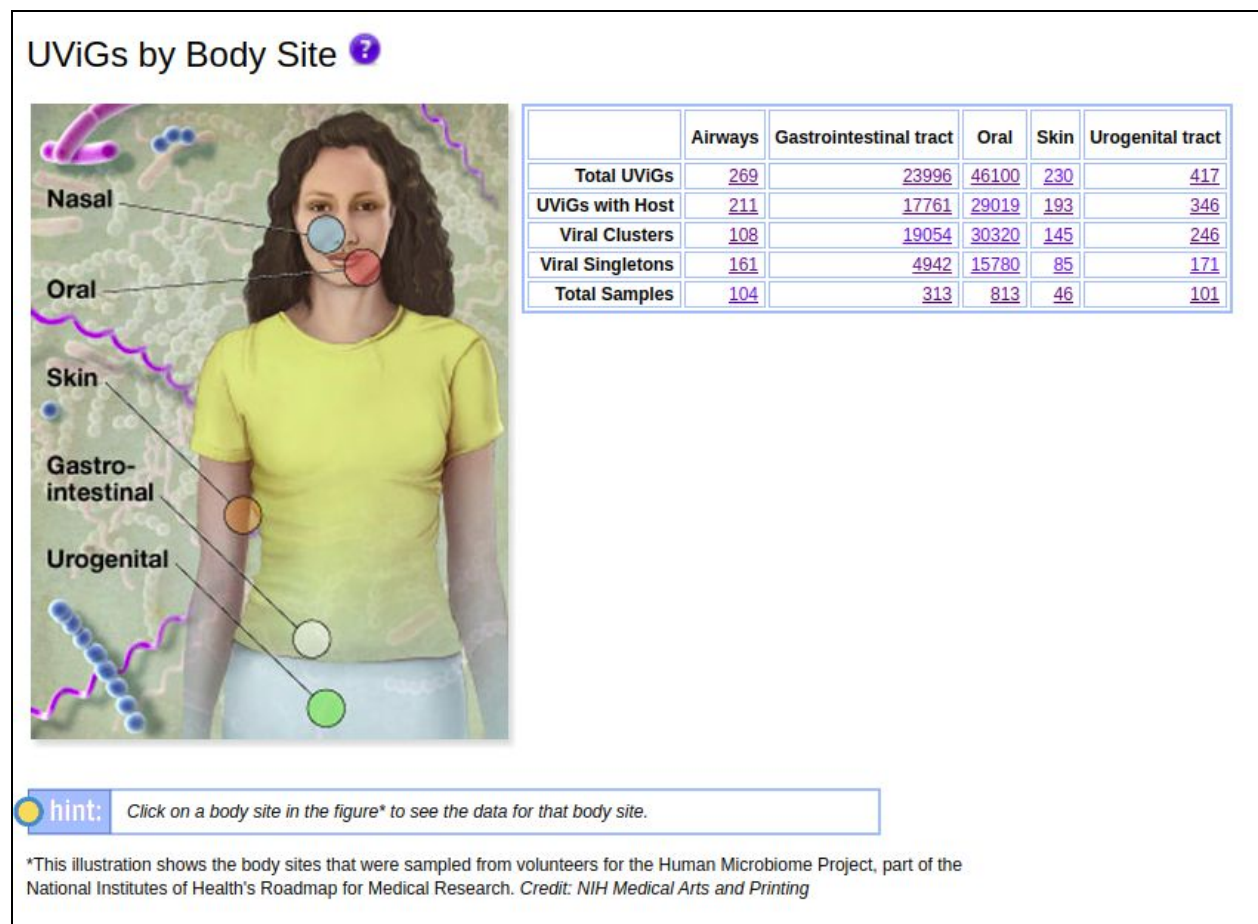 UViGs by Body Site ?
Nasal
Oral
Skin
Gastro-
intestinal
Urogenital
Airways Gastrointestinal tract Oral Skin Urogenital tract
Total UViGs 269 23996 46100 230 417
UViGs with Host 211 17761 29019 193 346
Viral Clusters 108 19054 30320 145 246
Viral Singletons 161 4942 15780 85 171
Total Samples 104 313 813 46 101
hint: Click on a body site in the figure* to see the data for that body site.
*This illustration shows the body sites that were sampled from volunteers for the Human Microbiome Project, part of the
National Institutes of Health's Roadmap for Medical Research. Credit: NIH Medical Arts and Printing